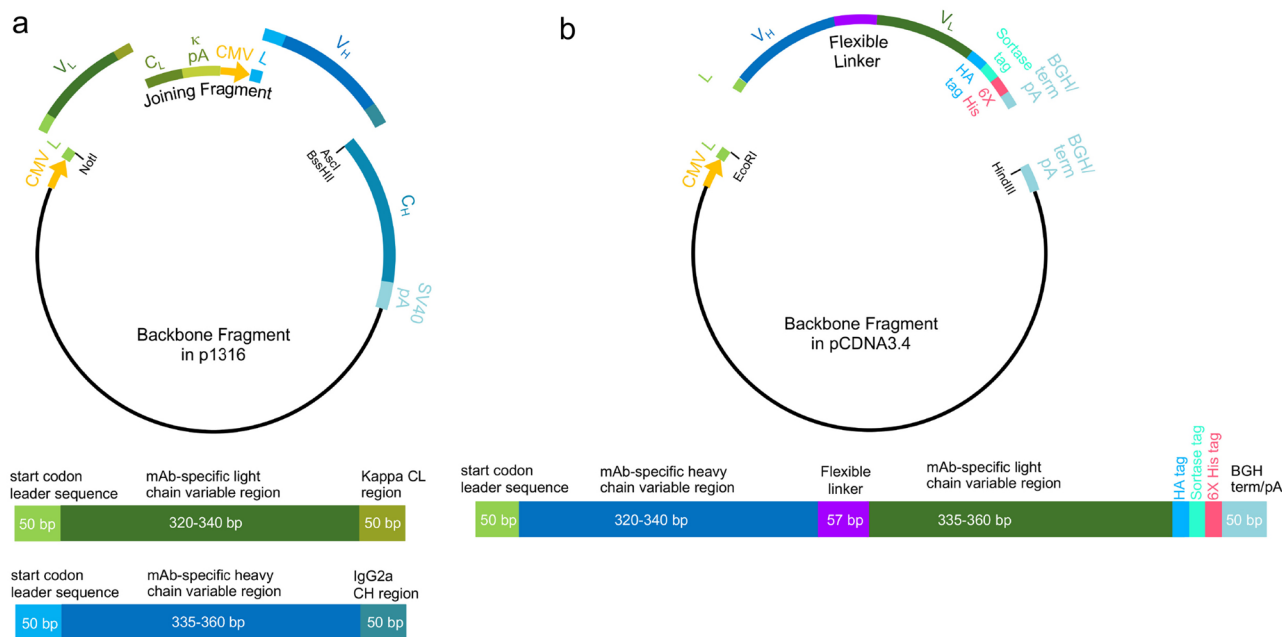 a
V_L
C_L
κ
pA
CMV
L
Joining Fragment
V_H
CMV
L
NotI
AscI
BssHII
C_H
SV40
pA
Backbone Fragment
in p1316
b
L
V_H
Flexible
Linker
V_L
HA
tag
Sortase
tag
6X
His
BGH/
term
pA
CMV
L
EcoRI
HindIII
BGH/
term
pA
Backbone Fragment
in pCDNA3.4
start codon
leader sequence
mAb-specific light
chain variable region
Kappa CL
region
50 bp
320-340 bp
50 bp
start codon
leader sequence
mAb-specific heavy
chain variable region
IgG2a
CH region
50 bp
335-360 bp
50 bp
start codon
leader sequence
mAb-specific heavy
chain variable region
Flexible
linker
mAb-specific light
chain variable region
HA tag
Sortase tag
6X His tag
BGH
term/pA
50 bp
320-340 bp
57 bp
335-360 bp
50 bp